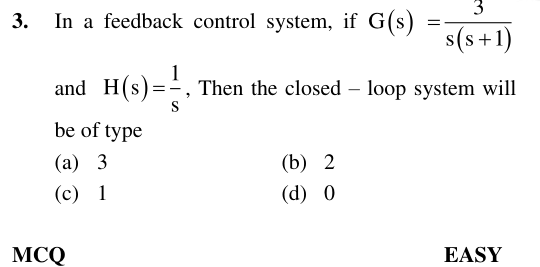 3. In a feedback control system, if G(s) = 3/s(s+1)
and H(s) = 1/s, Then the closed – loop system will
be of type
(a) 3 (b) 2
(c) 1 (d) 0
MCQ EASY